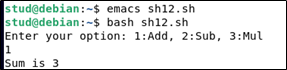 stud@debian:~$ emacs sh12.sh
stud@debian:~$ bash sh12.sh
Enter your option: 1:Add, 2:Sub, 3:Mul
1
Sum is 3